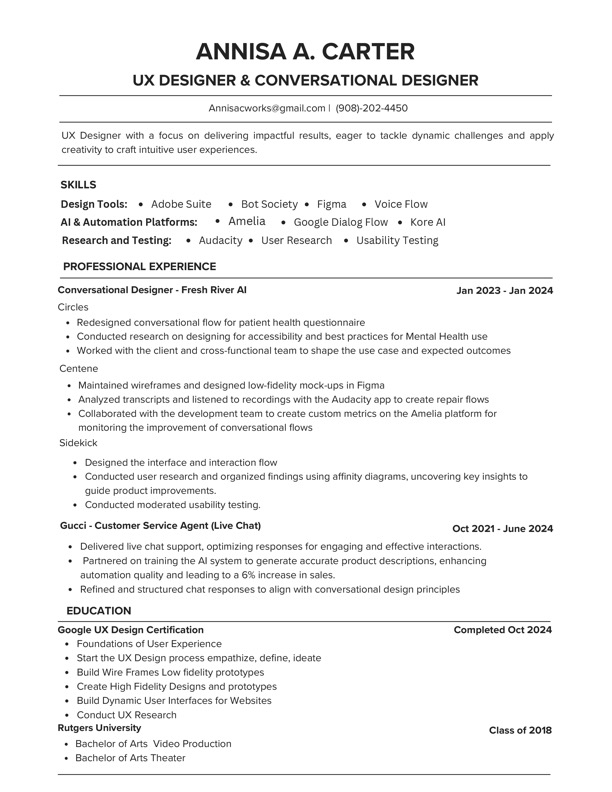 ANNISA A. CARTER
UX DESIGNER & CONVERSATIONAL DESIGNER
Annisacworks@gmail.com | (908)-202-4450
UX Designer with a focus on delivering impactful results, eager to tackle dynamic challenges and apply
creativity to craft intuitive user experiences.
SKILLS
Design Tools: • Adobe Suite • Bot Society • Figma • Voice Flow
AI & Automation Platforms: • Amelia • Google Dialog Flow • Kore AI
Research and Testing: • Audacity • User Research • Usability Testing
PROFESSIONAL EXPERIENCE
Conversational Designer - Fresh River AI Jan 2023 - Jan 2024
Circles
• Redesigned conversational flow for patient health questionnaire
• Conducted research on designing for accessibility and best practices for Mental Health use
• Worked with the client and cross-functional team to shape the use case and expected outcomes
Centene
• Maintained wireframes and designed low-fidelity mock-ups in Figma
• Analyzed transcripts and listened to recordings with the Audacity app to create repair flows
• Collaborated with the development team to create custom metrics on the Amelia platform for
monitoring the improvement of conversational flows
Sidekick
• Designed the interface and interaction flow
• Conducted user research and organized findings using affinity diagrams, uncovering key insights to
guide product improvements.
• Conducted moderated usability testing.
Gucci - Customer Service Agent (Live Chat) Oct 2021 - June 2024
• Delivered live chat support, optimizing responses for engaging and effective interactions.
• Partnered on training the AI system to generate accurate product descriptions, enhancing
automation quality and leading to a 6% increase in sales.
• Refined and structured chat responses to align with conversational design principles
EDUCATION
Google UX Design Certification Completed Oct 2024
• Foundations of User Experience
• Start the UX Design process empathize, define, ideate
• Build Wire Frames Low fidelity prototypes
• Create High Fidelity Designs and prototypes
• Build Dynamic User Interfaces for Websites
• Conduct UX Research
Rutgers University Class of 2018
• Bachelor of Arts Video Production
• Bachelor of Arts Theater